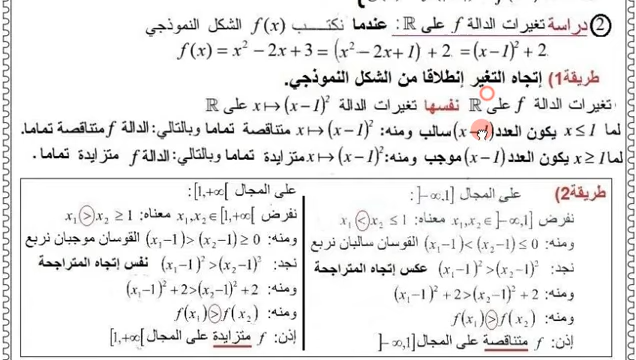 ② دراسة تغيرات الدالة f على ℝ: عندما نكتب f(x) الشكل النموذجي
f(x) = x² − 2x + 3 = (x² − 2x + 1) + 2 = (x − 1)² + 2
طريقة1) إتجاه التغير إنطلاقا من الشكل النموذجي.
تغيرات الدالة f على ℝ نفسها تغيرات الدالة x ↦ (x − 1)² على ℝ
لما x ≤ 1 يكون العدد (x − 1) سالب ومنه: x ↦ (x − 1)² متناقصة تماما وبالتالي: الدالة f متناقصة تماما.
لما x ≥ 1 يكون العدد (x − 1) موجب ومنه: x ↦ (x − 1)² متزايدة تماما وبالتالي: الدالة f متزايدة تماما.
طريقة2) على المجال ]−∞,1]:
نفرض x₁,x₂ ∈ ]−∞,1] معناه: x₁ < x₂ ≤ 1
ومنه: (x₁−1) < (x₂−1) ≤ 0 القوسان سالبان نربع
نجد: (x₁−1)² > (x₂−1)² عكس إتجاه المتراجحة
ومنه: (x₁−1)² + 2 > (x₂−1)² + 2
ومنه: f(x₁) > f(x₂)
إذن: f متناقصة على المجال ]−∞,1]
على المجال [1,+∞[:
نفرض x₁,x₂ ∈ [1,+∞[ معناه: x₁ > x₂ ≥ 1
ومنه: (x₁−1) > (x₂−1) ≥ 0 القوسان موجبان نربع
نجد: (x₁−1)² > (x₂−1)² نفس إتجاه المتراجحة
ومنه: (x₁−1)² + 2 > (x₂−1)² + 2
ومنه: f(x₁) > f(x₂)
إذن: f متزايدة على المجال [1,+∞[